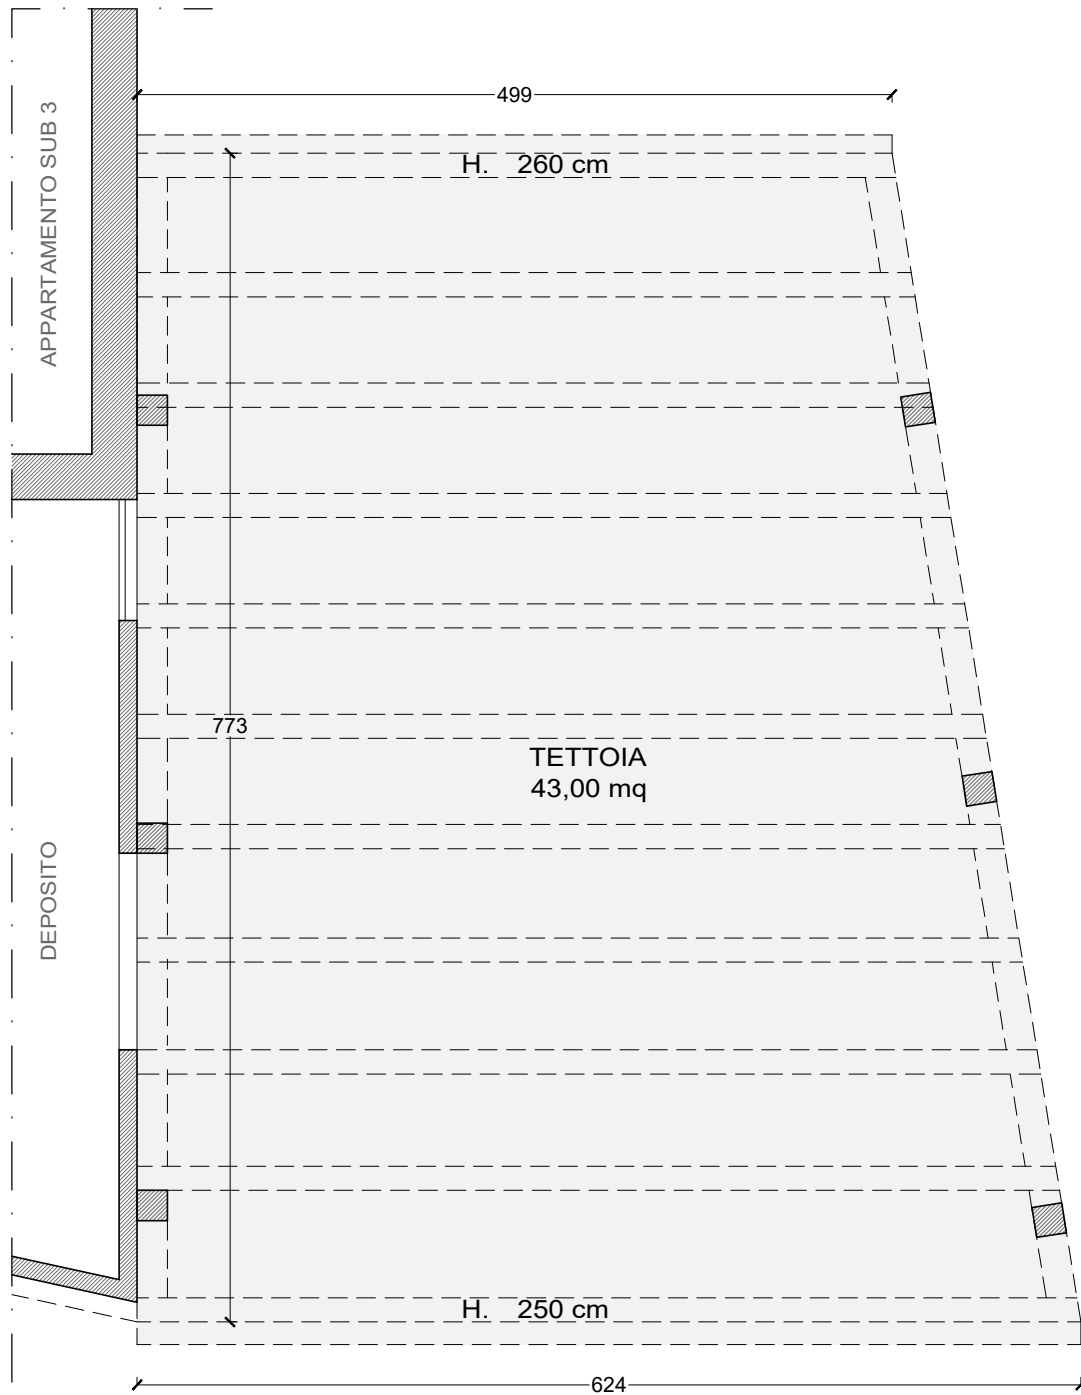 499
H. 260 cm
APPARTAMENTO SUB 3
773
TETTOIA
43,00 mq
DEPOSITO
H. 250 cm
624